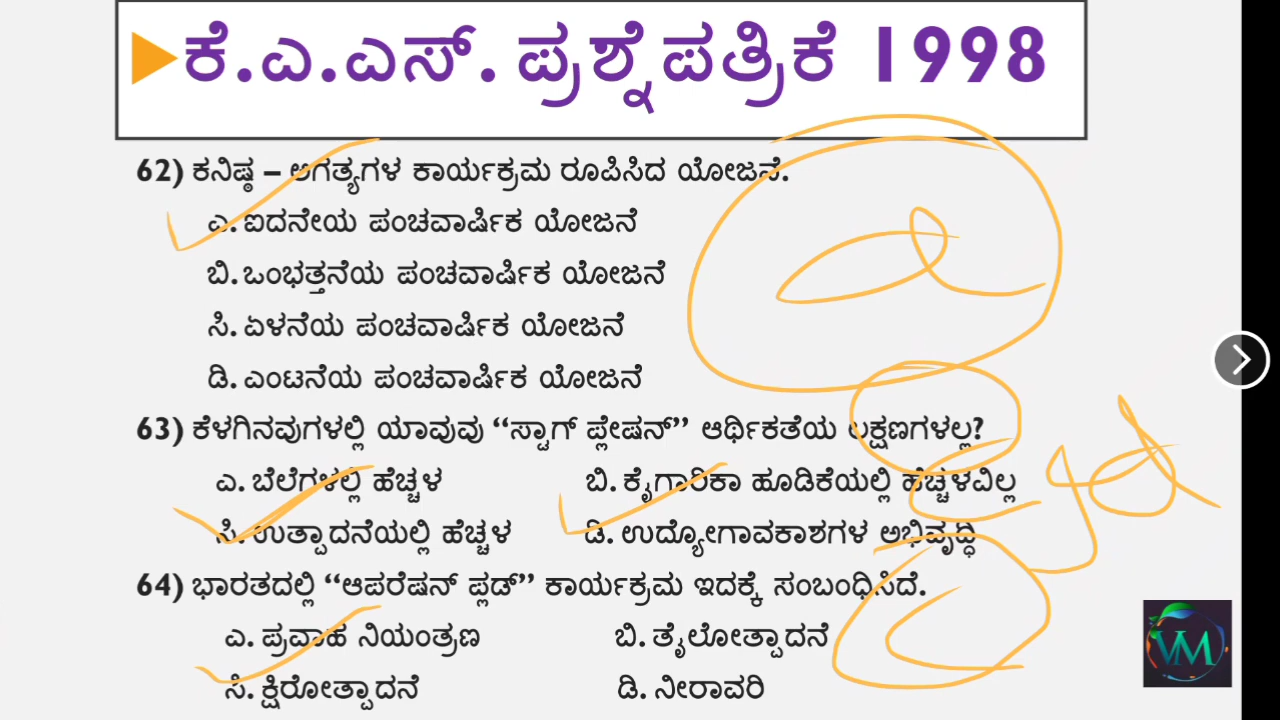 ಕೆ.ಎ.ಎಸ್. ಪ್ರಶ್ನೆಪತ್ರಿಕೆ 1998
62) ಕನಿಷ್ಠ – ಅಗತ್ಯಗಳ ಕಾರ್ಯಕ್ರಮ ರೂಪಿಸಿದ ಯೋಜನೆ.
ಎ. ಐದನೇಯ ಪಂಚವಾರ್ಷಿಕ ಯೋಜನೆ
ಬಿ. ಒಂಭತ್ತನೆಯ ಪಂಚವಾರ್ಷಿಕ ಯೋಜನೆ
ಸಿ. ಏಳನೆಯ ಪಂಚವಾರ್ಷಿಕ ಯೋಜನೆ
ಡಿ. ಎಂಟನೆಯ ಪಂಚವಾರ್ಷಿಕ ಯೋಜನೆ
63) ಕೆಳಗಿನವುಗಳಲ್ಲಿ ಯಾವುವು “ಸ್ಟಾಗ್ ಪ್ಲೇಷನ್” ಆರ್ಥಿಕತೆಯ ಲಕ್ಷಣಗಳಲ್ಲ?
ಎ. ಬೆಲೆಗಳಲ್ಲಿ ಹೆಚ್ಚಳ ಬಿ. ಕೈಗಾರಿಕಾ ಹೂಡಿಕೆಯಲ್ಲಿ ಹೆಚ್ಚಳವಿಲ್ಲ
ಸಿ. ಉತ್ಪಾದನೆಯಲ್ಲಿ ಹೆಚ್ಚಳ ಡಿ. ಉದ್ಯೋಗಾವಕಾಶಗಳ ಅಭಿವೃದ್ಧಿ
64) ಭಾರತದಲ್ಲಿ “ಆಪರೆಷನ್ ಪ್ಲಡ್” ಕಾರ್ಯಕ್ರಮ ಇದಕ್ಕೆ ಸಂಬಂಧಿಸಿದೆ.
ಎ. ಪ್ರವಾಹ ನಿಯಂತ್ರಣ ಬಿ. ತೈಲೋತ್ಪಾದನೆ
ಸಿ. ಕ್ಷಿರೋತ್ಪಾದನೆ ಡಿ. ನೀರಾವರಿ
VM